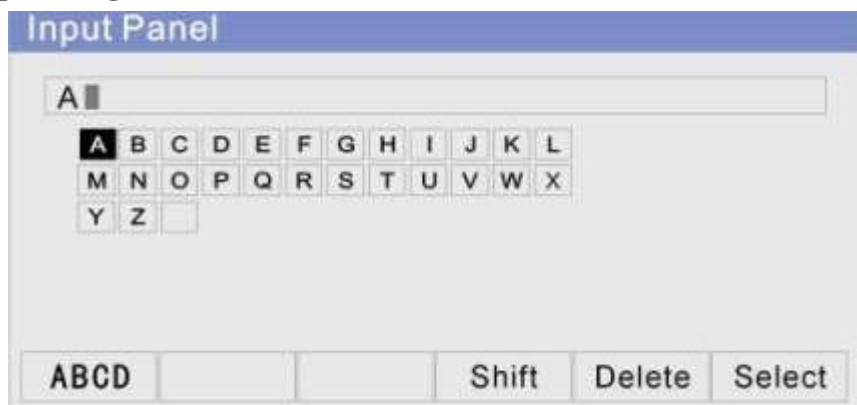 Input Panel
A
A B C D E F G H I J K L
M N O P Q R S T U V W X
Y Z
ABCD Shift Delete Select